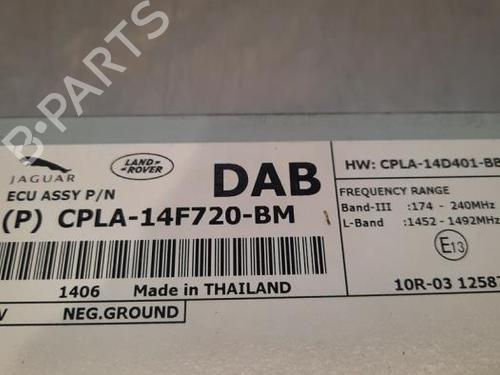 B-PARTS
JAGUAR
LAND-
ROVER
DAB
ECU ASSY P/N
(P) CPLA-14F720-BM
1406 Made in THAILAND
NEG.GROUND
HW: CPLA-14D401-BB
FREQUENCY RANGE
Band-III :174 - 240MHz
L-Band :1452 - 1492MHz
E13
10R-03 1258